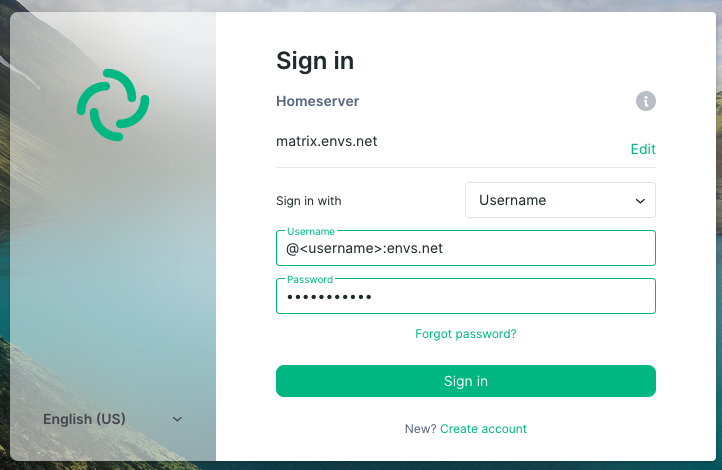 Sign in
Homeserver
matrix.envs.net
Edit
Sign in with
Username
Username
@<username>:envs.net
Password
•••••••••••
Forgot password?
Sign in
New? Create account
English (US)